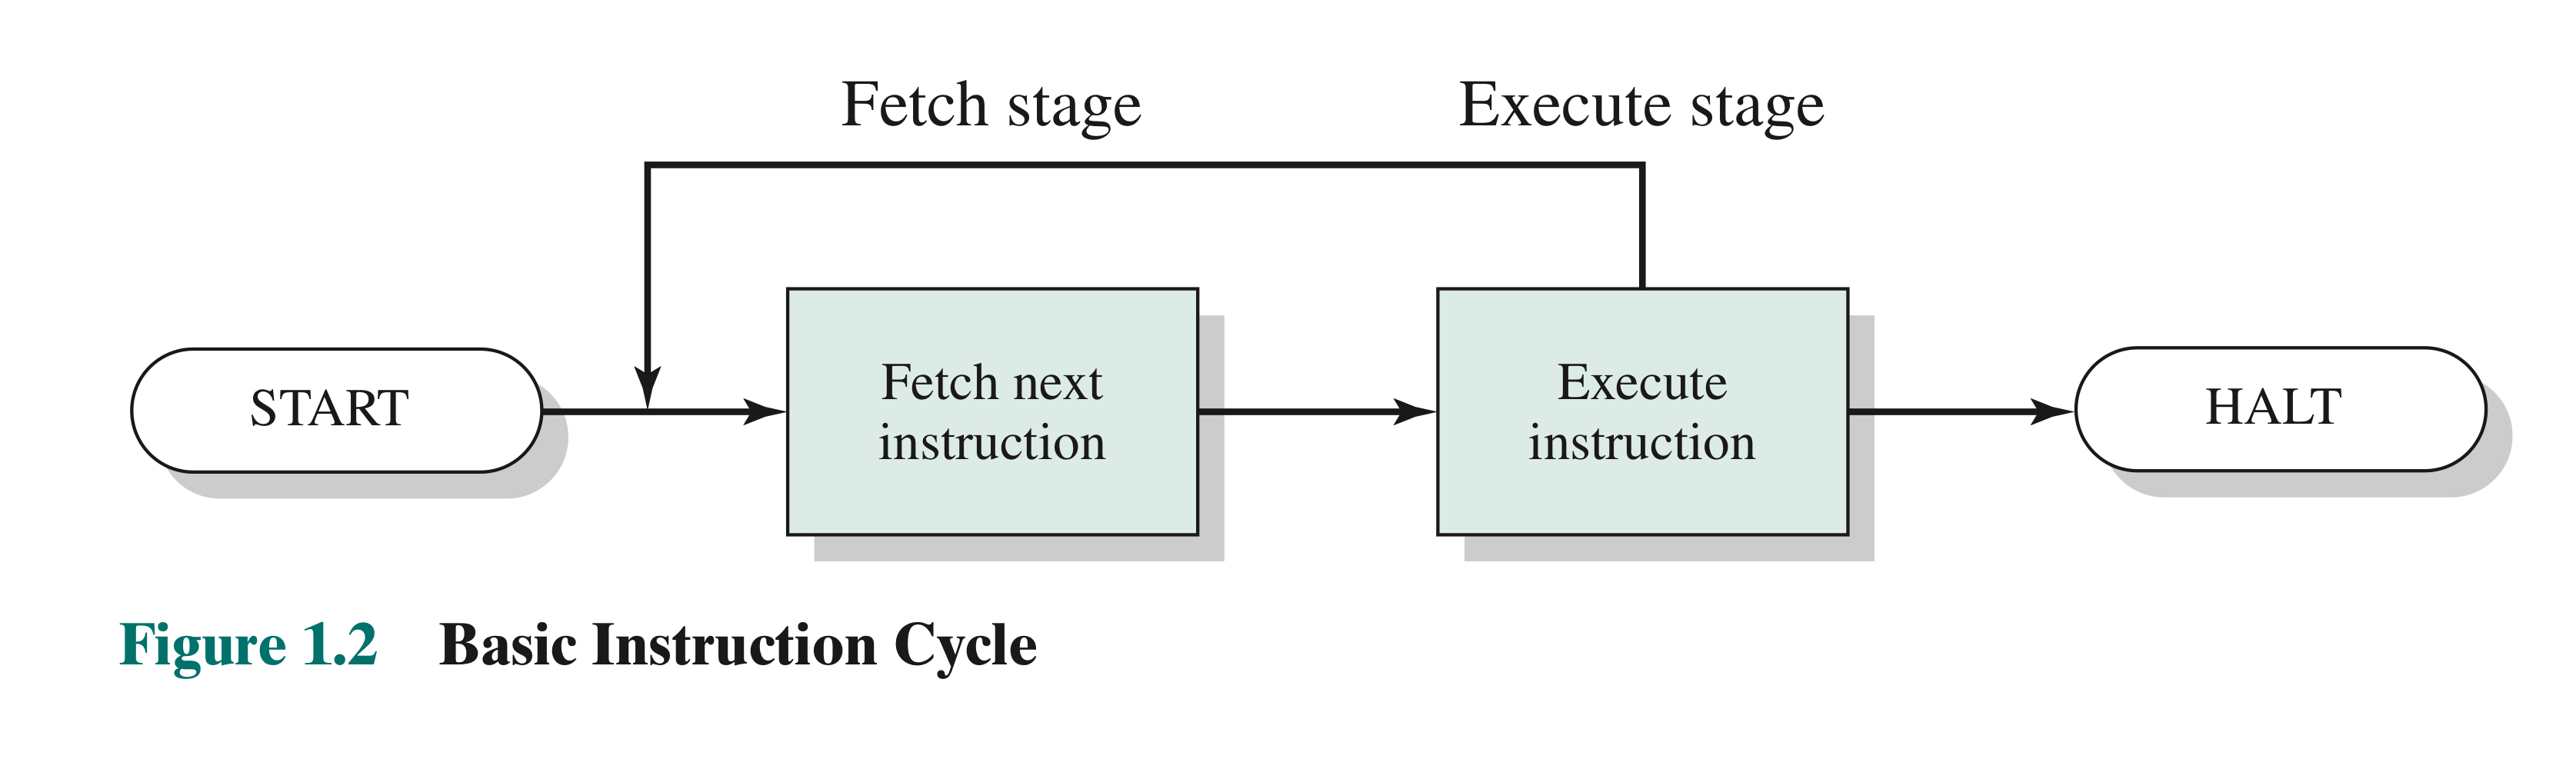 Fetch stage
Execute stage
START
Fetch next
instruction
Execute
instruction
HALT
Figure 1.2 Basic Instruction Cycle